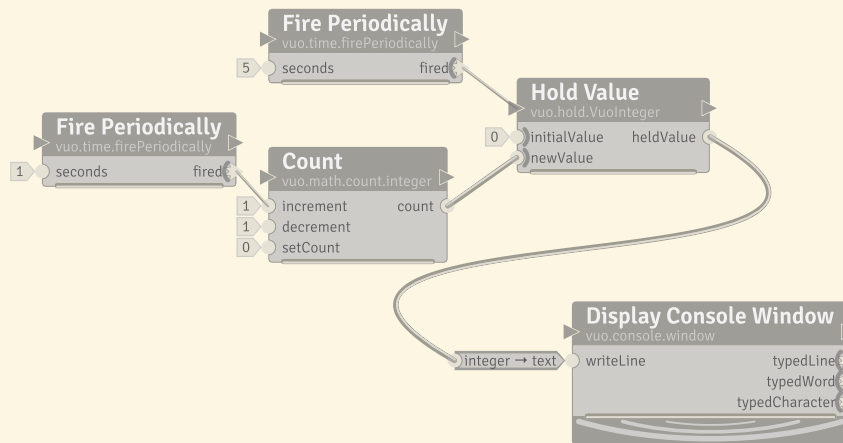 Fire Periodically
vuo.time.firePeriodically
5 seconds fired
Hold Value
vuo.hold.VuoInteger
0 initialValue heldValue
newValue
Fire Periodically
vuo.time.firePeriodically
1 seconds fired
Count
vuo.math.count.integer
1 increment count
1 decrement
0 setCount
Display Console Window
vuo.console.window
integer → text writeLine typedLine
typedWord
typedCharacter